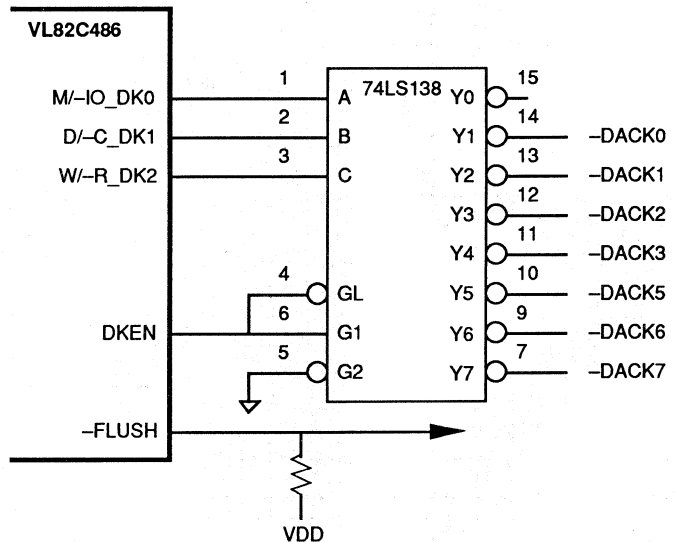 VL82C486
M/–IO_DK0 1 A 74LS138 Y0 15
D/–C_DK1 2 B Y1 14 –DACK0
W/–R_DK2 3 C Y2 13 –DACK1
Y3 12 –DACK2
Y4 11 –DACK3
4 GL Y5 10 –DACK5
DKEN 6 G1 Y6 9 –DACK6
5 G2 Y7 7 –DACK7
–FLUSH
VDD